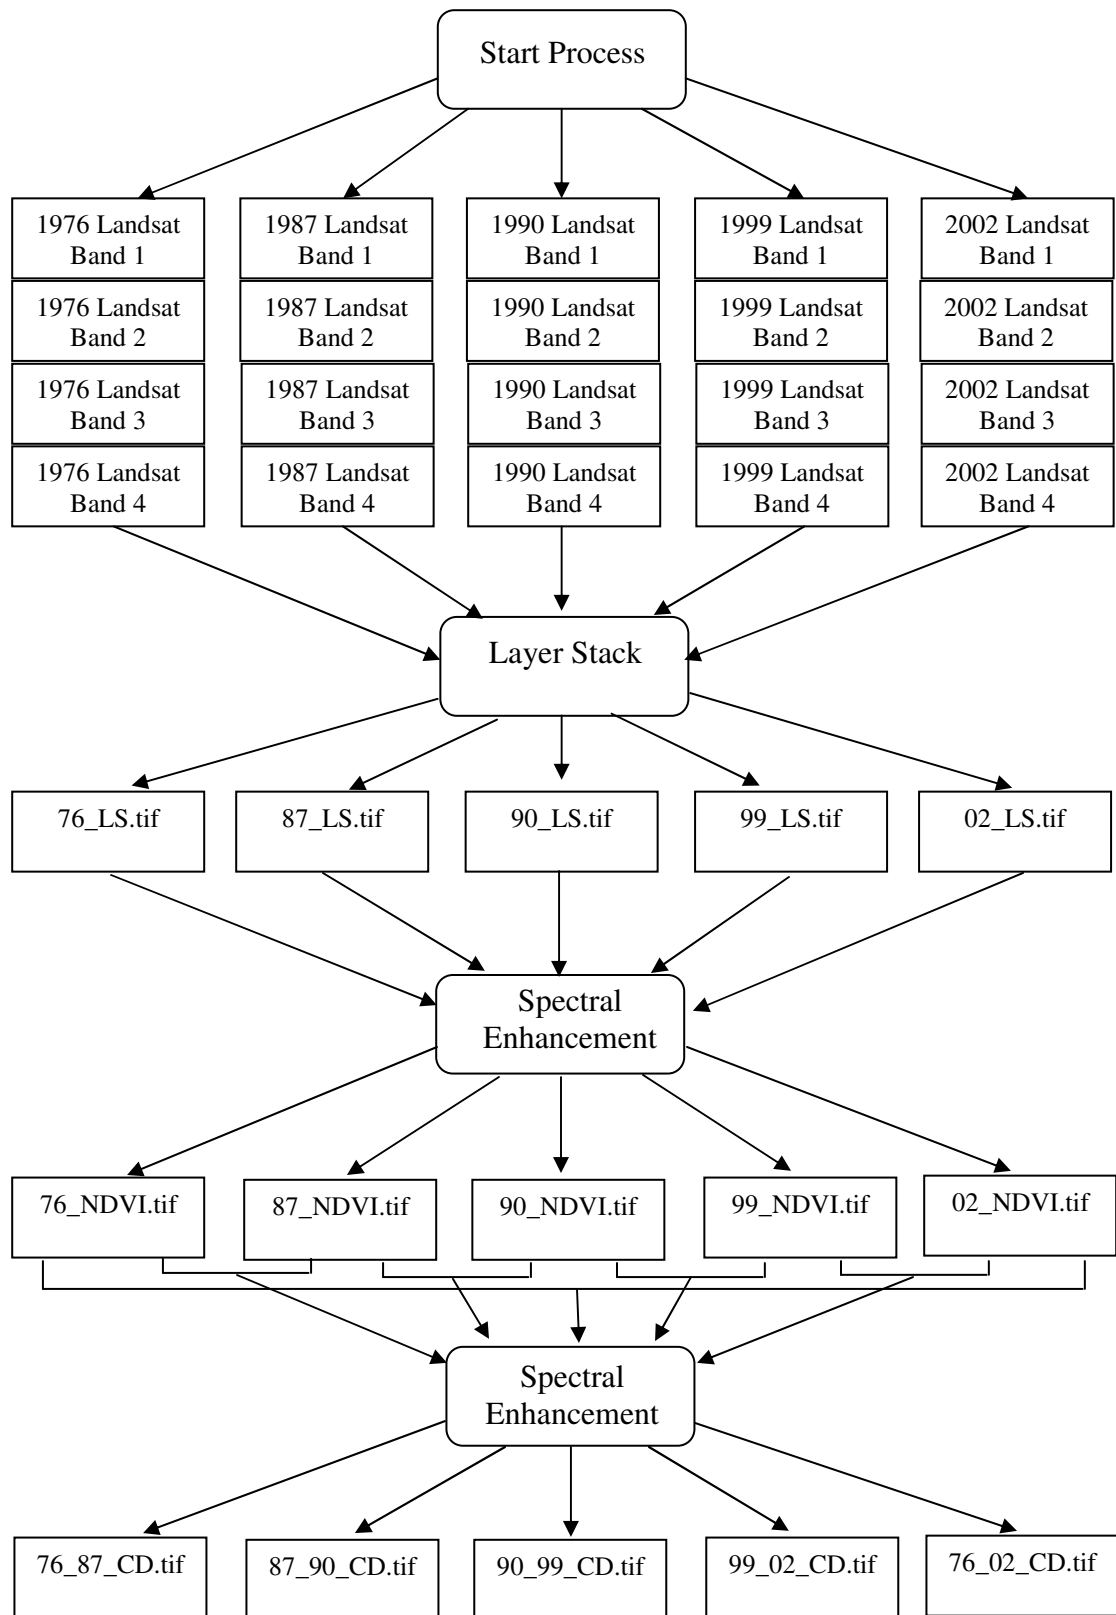 Start Process
1976 Landsat
Band 1
1987 Landsat
Band 1
1990 Landsat
Band 1
1999 Landsat
Band 1
2002 Landsat
Band 1
1976 Landsat
Band 2
1987 Landsat
Band 2
1990 Landsat
Band 2
1999 Landsat
Band 2
2002 Landsat
Band 2
1976 Landsat
Band 3
1987 Landsat
Band 3
1990 Landsat
Band 3
1999 Landsat
Band 3
2002 Landsat
Band 3
1976 Landsat
Band 4
1987 Landsat
Band 4
1990 Landsat
Band 4
1999 Landsat
Band 4
2002 Landsat
Band 4
Layer Stack
76_LS.tif
87_LS.tif
90_LS.tif
99_LS.tif
02_LS.tif
Spectral
Enhancement
76_NDVI.tif
87_NDVI.tif
90_NDVI.tif
99_NDVI.tif
02_NDVI.tif
Spectral
Enhancement
76_87_CD.tif
87_90_CD.tif
90_99_CD.tif
99_02_CD.tif
76_02_CD.tif